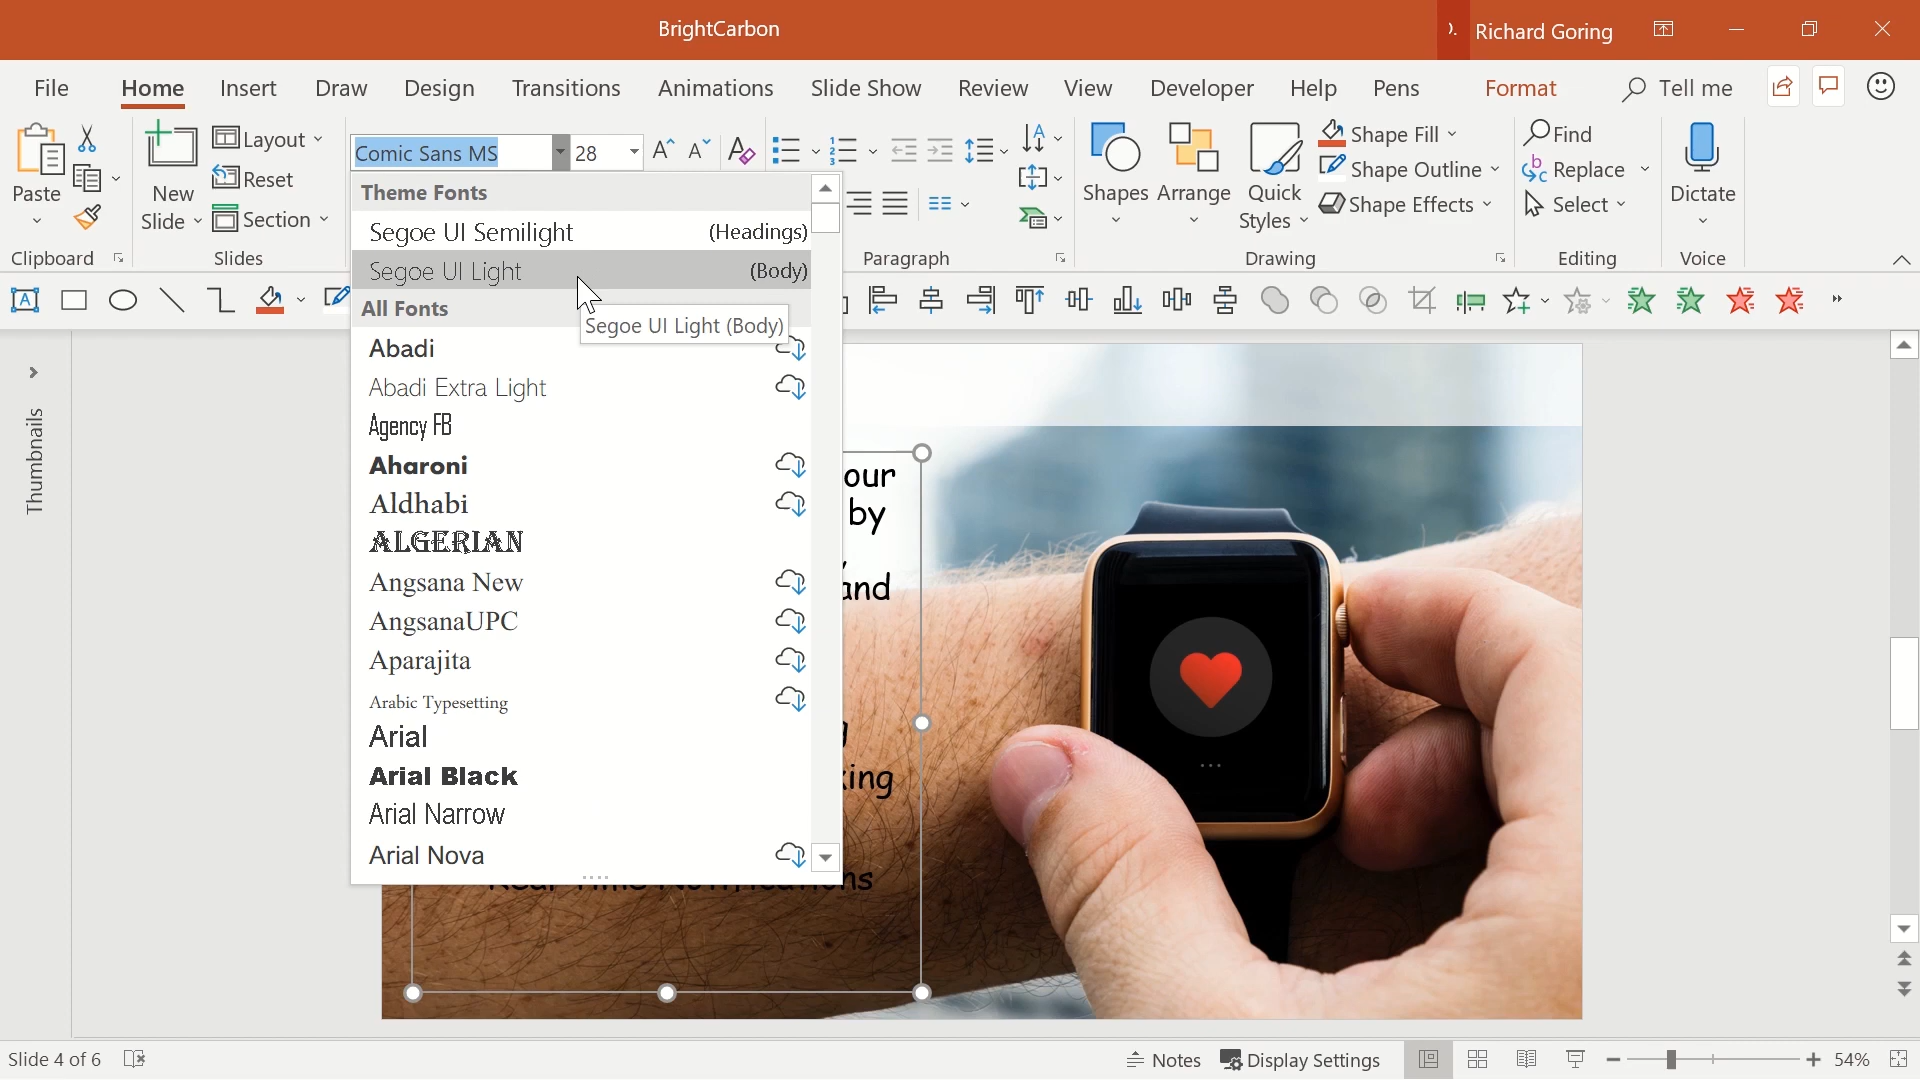 BrightCarbon
Richard Goring
File Home Insert Draw Design Transitions Animations Slide Show Review View Developer Help Pens Format Tell me
Paste
Clipboard
New
Slide
Layout
Reset
Section
Slides
Comic Sans MS 28
Theme Fonts
Segoe UI Semilight (Headings)
Segoe UI Light (Body)
Segoe UI Light (Body)
All Fonts
Abadi
Abadi Extra Light
Agency FB
Aharoni
Aldhabi
ALGERIAN
Angsana New
AngsanaUPC
Aparajita
Arabic Typesetting
Arial
Arial Black
Arial Narrow
Arial Nova
Paragraph
Shapes
Arrange
Quick
Styles
Shape Fill
Shape Outline
Shape Effects
Drawing
Find
Replace
Select
Editing
Dictate
Voice
Thumbnails
our
by
and
Slide 4 of 6
Notes
Display Settings
54%